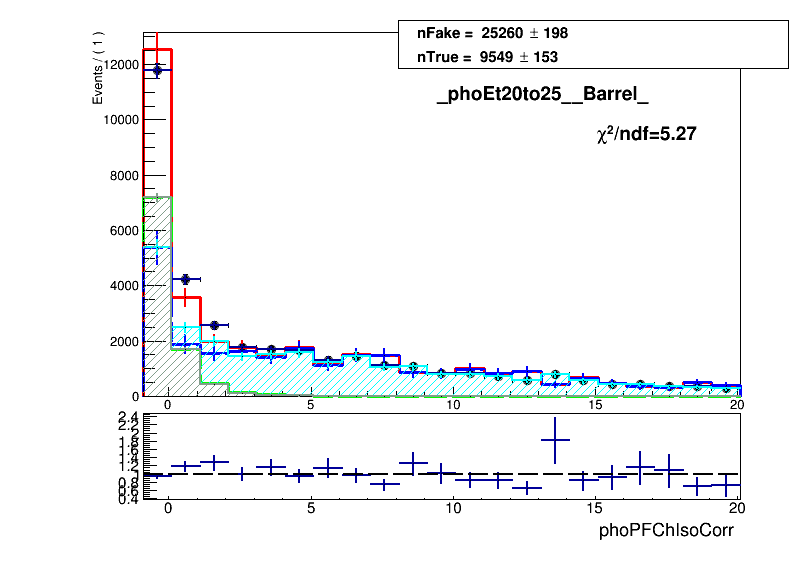 nFake = 25260 ± 198
nTrue = 9549 ± 153
_phoEt20to25__Barrel_
χ²/ndf=5.27
Events / ( 1 )
12000
10000
8000
6000
4000
2000
0
0 5 10 15 20
2.4
2.2
2
1.8
1.6
1.4
1.2
1
0.8
0.6
0.4
0 5 10 15 20
phoPFChIsoCorr